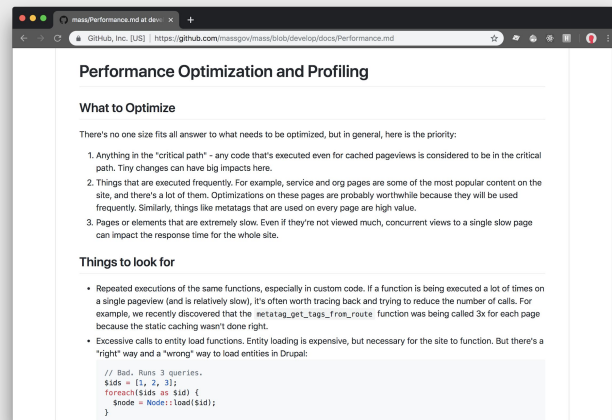 mass/Performance.md at devel
GitHub, Inc. [US] | https://github.com/massgov/mass/blob/develop/docs/Performance.md
Performance Optimization and Profiling
What to Optimize
There's no one size fits all answer to what needs to be optimized, but in general, here is the priority:
1. Anything in the "critical path" - any code that's executed even for cached pageviews is considered to be in the critical
path. Tiny changes can have big impacts here.
2. Things that are executed frequently. For example, service and org pages are some of the most popular content on the
site, and there's a lot of them. Optimizations on these pages are probably worthwhile because they will be used
frequently. Similarly, things like metatags that are used on every page are high value.
3. Pages or elements that are extremely slow. Even if they're not viewed much, concurrent views to a single slow page
can impact the response time for the whole site.
Things to look for
• Repeated executions of the same functions, especially in custom code. If a function is being executed a lot of times on
a single pageview (and is relatively slow), it's often worth tracing back and trying to reduce the number of calls. For
example, we recently discovered that the metatag_get_tags_from_route function was being called 3x for each page
because the static caching wasn't done right.
• Excessive calls to entity load functions. Entity loading is expensive, but necessary for the site to function. But there's a
"right" way and a "wrong" way to load entities in Drupal:
// Bad. Runs 3 queries.
$ids = [1, 2, 3];
foreach($ids as $id) {
$node = Node::load($id);
}